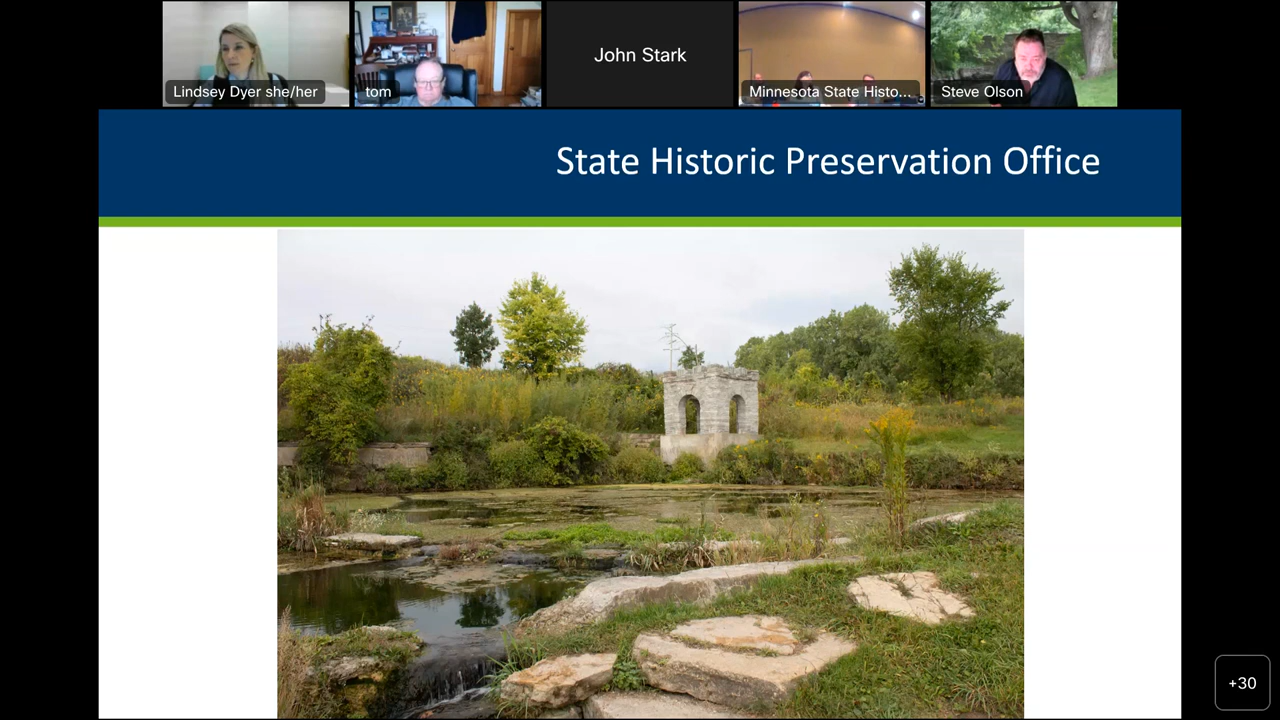 Lindsey Dyer she/her
tom
John Stark
Minnesota State Histo...
Steve Olson
State Historic Preservation Office
+30